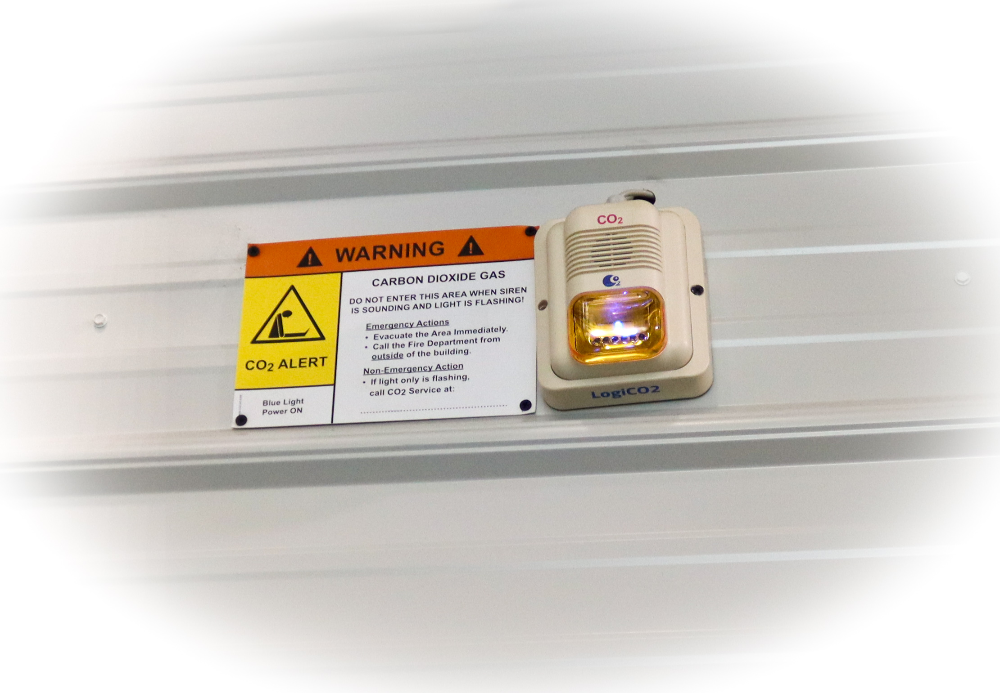 WARNING
CARBON DIOXIDE GAS
DO NOT ENTER THIS AREA WHEN SIREN
IS SOUNDING AND LIGHT IS FLASHING!
Emergency Actions
• Evacuate the Area Immediately.
• Call the Fire Department from
outside of the building.
Non-Emergency Action
• If light only is flashing,
call CO2 Service at:
CO2 ALERT
Blue Light
Power ON
CO2
CO2
LogiCO2